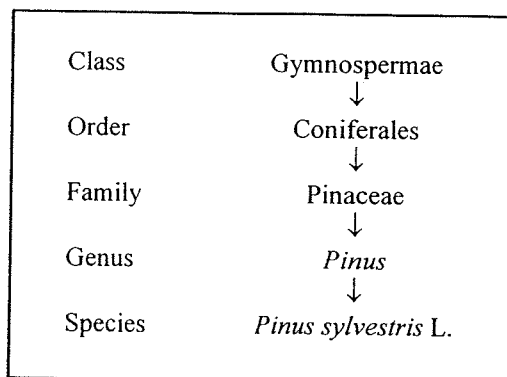 Class Gymnospermae
↓
Order Coniferales
↓
Family Pinaceae
↓
Genus Pinus
↓
Species Pinus sylvestris L.